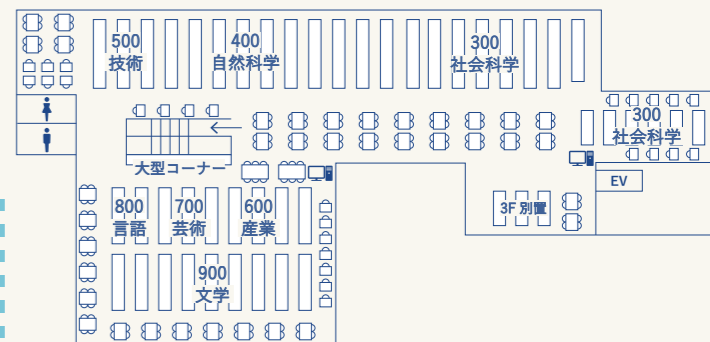 500
技術
400
自然科学
300
社会科学
300
社会科学
大型コーナー
EV
800
言語
700
芸術
600
産業
3F 別置
900
文学